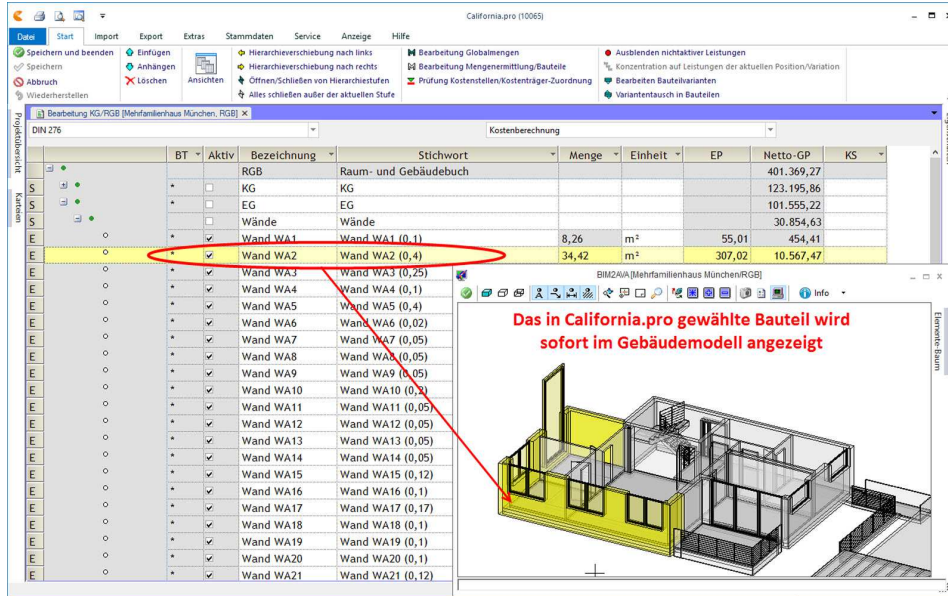 California.pro (10065)
Datei Start Import Export Extras Stammdaten Service Anzeige Hilfe
Speichern und beenden Einfügen Hierarchieverschiebung nach links Bearbeitung Globalmengen Ausblenden nichtaktiver Leistungen
Speichern Anhängen Hierarchieverschiebung nach rechts Bearbeitung Mengenermittlung/Bauteile Konzentration auf Leistungen der aktuellen Position/Variation
Abbruch Löschen Ansichten Öffnen/Schließen von Hierarchiestufen Prüfung Kostenstellen/Kostenträger-Zuordnung Bearbeiten Bauteilvarianten
Wiederherstellen Alles schließen außer der aktuellen Stufe Variantentausch in Bauteilen
Projektübersicht
Karteien
Bearbeitung KG/RGB [Mehrfamilienhaus München, RGB]
DIN 276 Kostenberechnung
BT Aktiv Bezeichnung Stichwort Menge Einheit EP Netto-GP KS
RGB Raum- und Gebäudebuch 401.369,27
S * KG KG 123.195,86
S * EG EG 101.555,22
S Wände Wände 30.854,63
E * Wand WA1 Wand WA1 (0,1) 8,26 m² 55,01 454,41
E * Wand WA2 Wand WA2 (0,4) 34,42 m² 307,02 10.567,47
E * Wand WA3 Wand WA3 (0,25)
E * Wand WA4 Wand WA4 (0,1)
E * Wand WA5 Wand WA5 (0,4)
E * Wand WA6 Wand WA6 (0,02)
E * Wand WA7 Wand WA7 (0,05)
E * Wand WA8 Wand WA8 (0,05)
E * Wand WA9 Wand WA9 (0,05)
E * Wand WA10 Wand WA10 (0,2)
E * Wand WA11 Wand WA11 (0,05)
E * Wand WA12 Wand WA12 (0,05)
E * Wand WA13 Wand WA13 (0,05)
E * Wand WA14 Wand WA14 (0,05)
E * Wand WA15 Wand WA15 (0,12)
E * Wand WA16 Wand WA16 (0,1)
E * Wand WA17 Wand WA17 (0,17)
E * Wand WA18 Wand WA18 (0,1)
E * Wand WA19 Wand WA19 (0,1)
E * Wand WA20 Wand WA20 (0,1)
E * Wand WA21 Wand WA21 (0,12)
BIM2AVA[Mehrfamilienhaus München/RGB]
Info
Das in California.pro gewählte Bauteil wird
sofort im Gebäudemodell angezeigt
Elemente-Baum